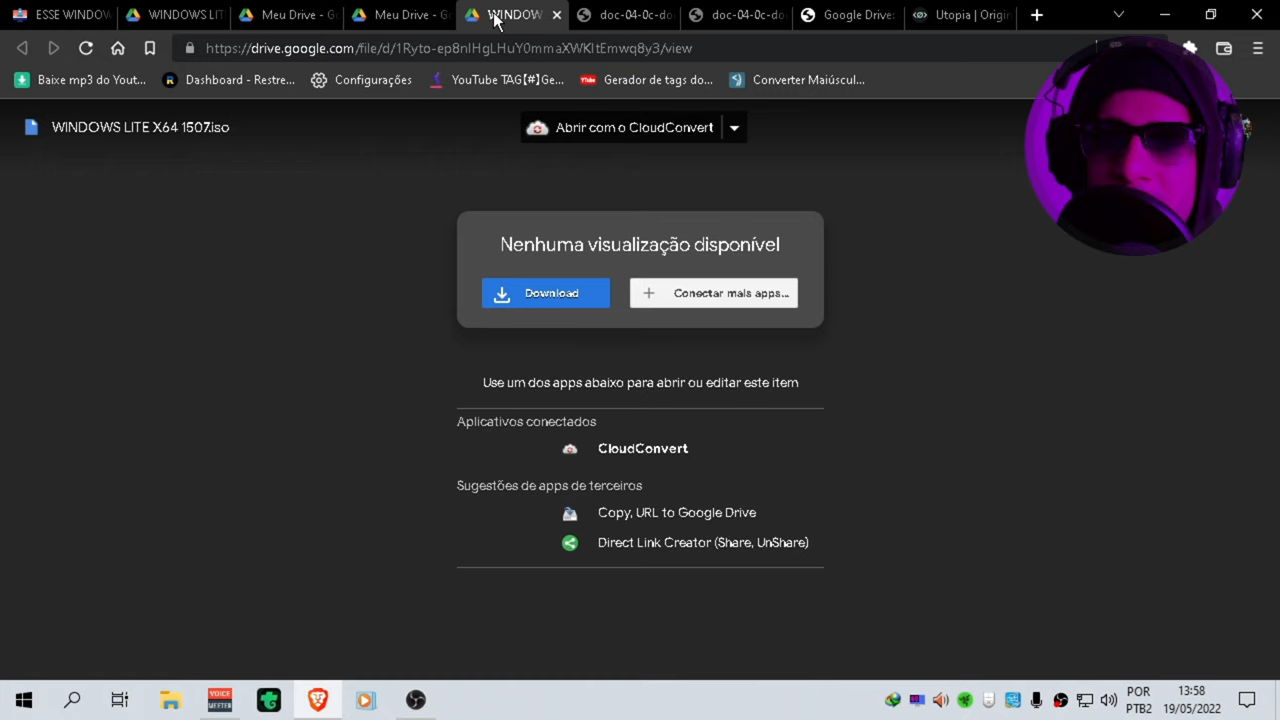 ESSE WINDOW
WINDOWS LIT
Meu Drive - G
Meu Drive - G
WINDOW
doc-04-0c-do
doc-04-0c-do
Google Drive:
Utopia | Origin
https://drive.google.com/file/d/1Ryto-ep8nIHgLHuY0mmaXWKItEmwq8y3/view
Baixe mp3 do Yout...
Dashboard - Restre...
Configurações
YouTube TAG【#】Ge...
Gerador de tags do...
Converter Maiúscul...
WINDOWS LITE X64 1507.iso
Abrir com o CloudConvert
Nenhuma visualização disponível
Download
Conectar mais apps...
Use um dos apps abaixo para abrir ou editar este item
Aplicativos conectados
CloudConvert
Sugestões de apps de terceiros
Copy, URL to Google Drive
Direct Link Creator (Share, UnShare)
VOICE
MEETER
POR
PTB2
13:58
19/05/2022